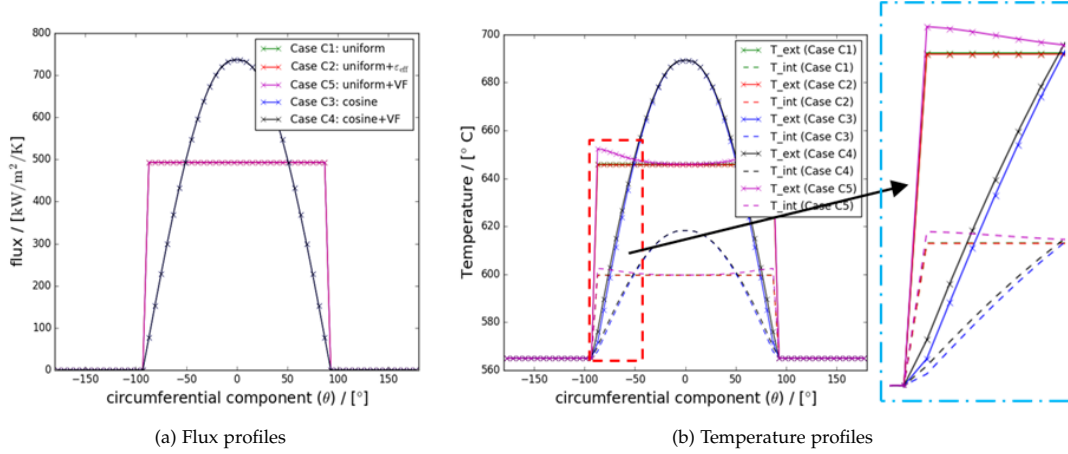 800
700
600
500
400
300
200
100
0
flux / [kW/m²/K]
−150 −100 −50 0 50 100 150
circumferential component (θ) / [°]
Case C1: uniform
Case C2: uniform+τ_eff
Case C5: uniform+VF
Case C3: cosine
Case C4: cosine+VF
(a) Flux profiles
700
680
660
640
620
600
580
560
Temperature / [° C]
−150 −100 −50 0 50 100 150
circumferential component (θ) / [°]
T_ext (Case C1)
T_int (Case C1)
T_ext (Case C2)
T_int (Case C2)
T_ext (Case C3)
T_int (Case C3)
T_ext (Case C4)
T_int (Case C4)
T_ext (Case C5)
T_int (Case C5)
(b) Temperature profiles